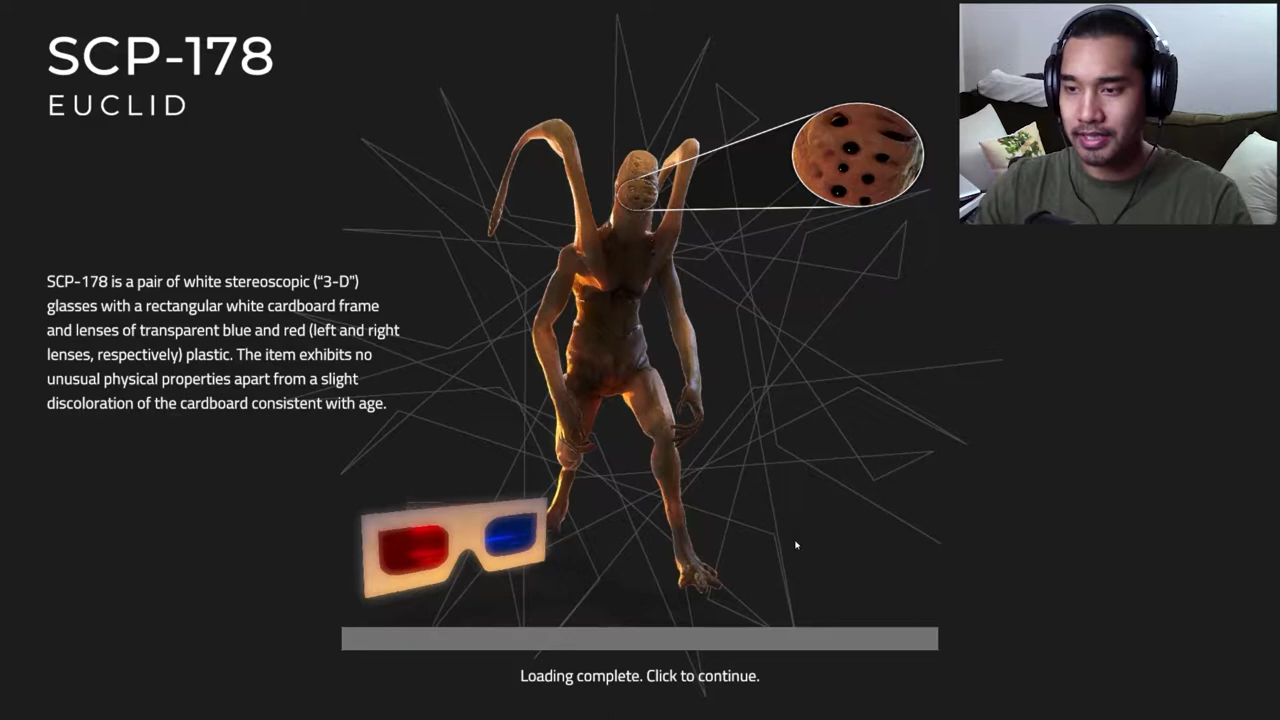 SCP-178
EUCLID
SCP-178 is a pair of white stereoscopic (“3-D”)
glasses with a rectangular white cardboard frame
and lenses of transparent blue and red (left and right
lenses, respectively) plastic. The item exhibits no
unusual physical properties apart from a slight
discoloration of the cardboard consistent with age.
Loading complete. Click to continue.